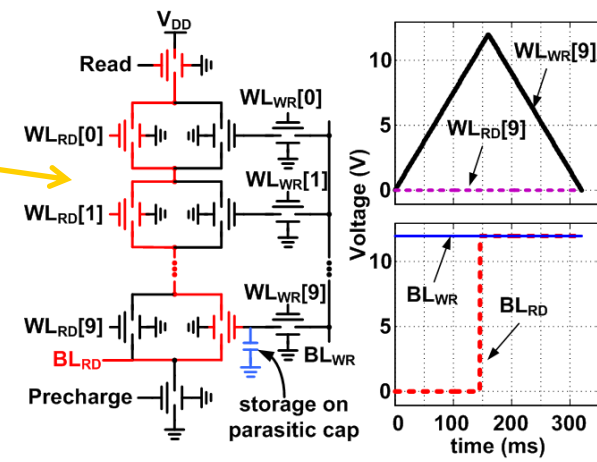 V_DD
Read
WL_WR[0]
WL_RD[0]
WL_WR[1]
WL_RD[1]
WL_WR[9]
WL_RD[9]
BL_RD
BL_WR
Precharge
storage on
parasitic cap
10
WL_WR[9]
WL_RD[9]
5
0
Voltage (V)
10
BL_WR
BL_RD
5
0
0 100 200 300
time (ms)